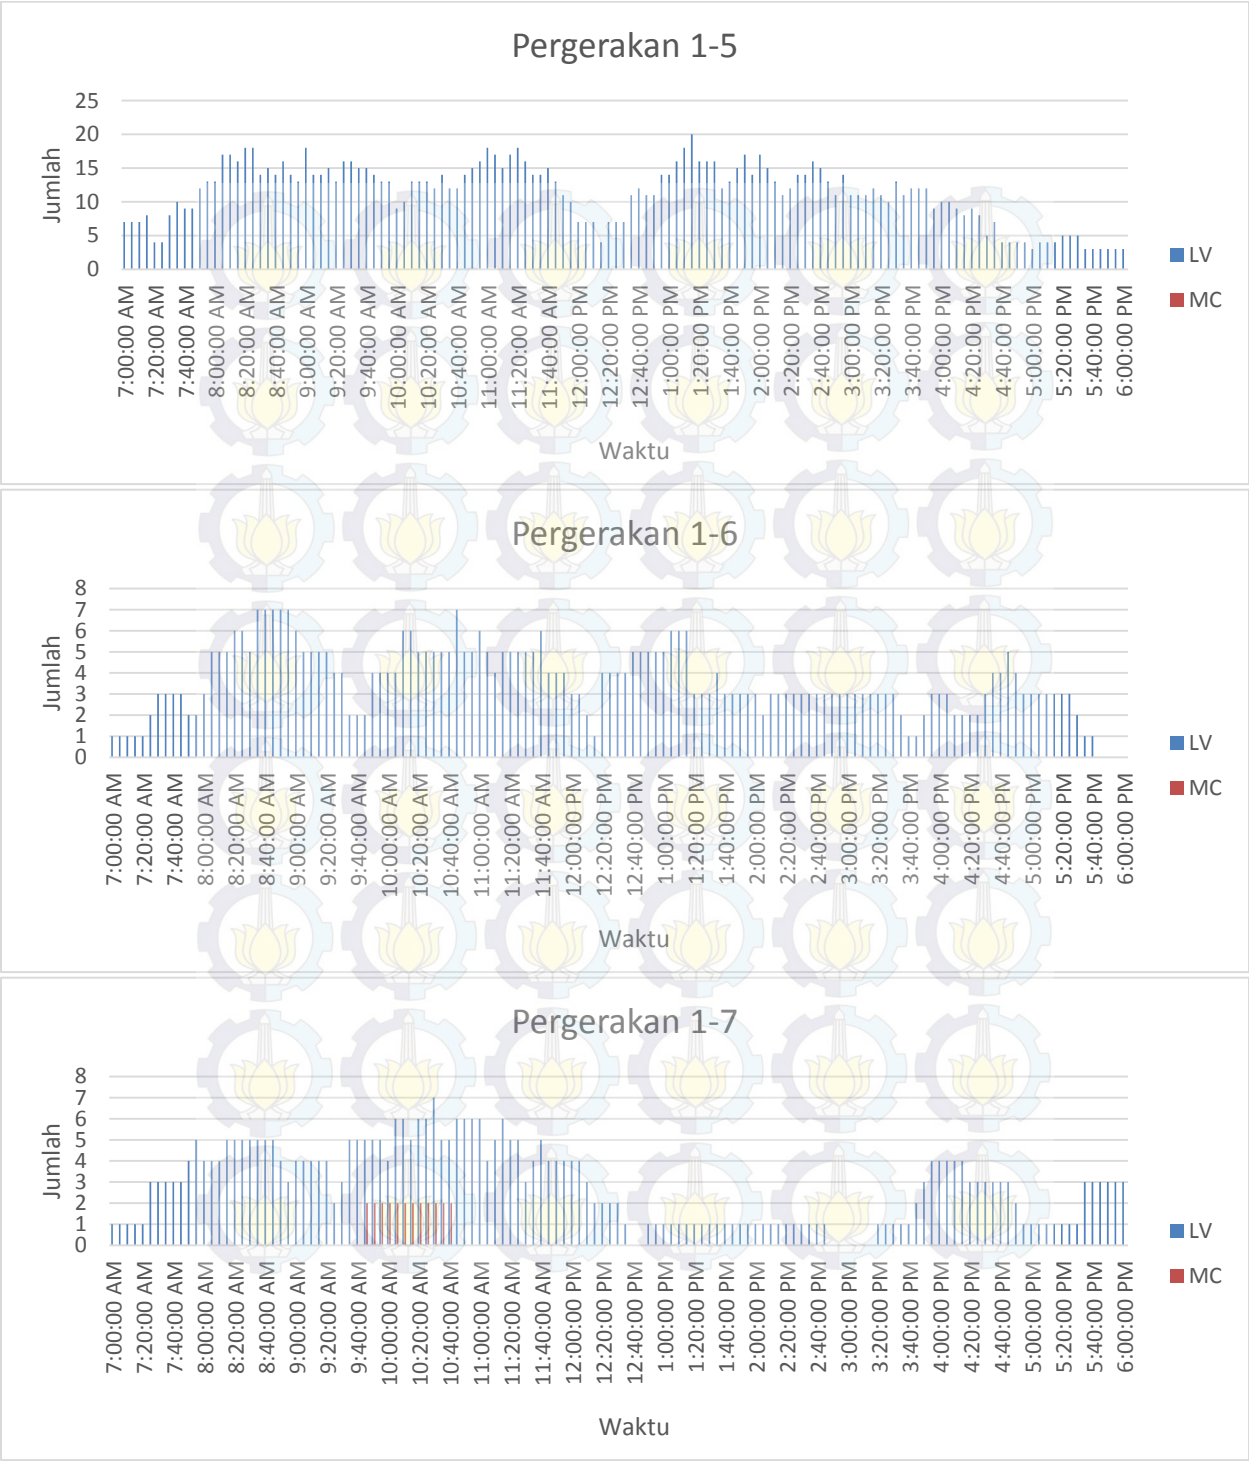 Pergerakan 1-5
25
20
15
10
5
0
Jumlah
7:00:00 AM
7:20:00 AM
7:40:00 AM
8:00:00 AM
8:20:00 AM
8:40:00 AM
9:00:00 AM
9:20:00 AM
9:40:00 AM
10:00:00 AM
10:20:00 AM
10:40:00 AM
11:00:00 AM
11:20:00 AM
11:40:00 AM
12:00:00 PM
12:20:00 PM
12:40:00 PM
1:00:00 PM
1:20:00 PM
1:40:00 PM
2:00:00 PM
2:20:00 PM
2:40:00 PM
3:00:00 PM
3:20:00 PM
3:40:00 PM
4:00:00 PM
4:20:00 PM
4:40:00 PM
5:00:00 PM
5:20:00 PM
5:40:00 PM
6:00:00 PM
Waktu
LV
MC
Pergerakan 1-6
8
7
6
5
4
3
2
1
0
Jumlah
7:00:00 AM
7:20:00 AM
7:40:00 AM
8:00:00 AM
8:20:00 AM
8:40:00 AM
9:00:00 AM
9:20:00 AM
9:40:00 AM
10:00:00 AM
10:20:00 AM
10:40:00 AM
11:00:00 AM
11:20:00 AM
11:40:00 AM
12:00:00 PM
12:20:00 PM
12:40:00 PM
1:00:00 PM
1:20:00 PM
1:40:00 PM
2:00:00 PM
2:20:00 PM
2:40:00 PM
3:00:00 PM
3:20:00 PM
3:40:00 PM
4:00:00 PM
4:20:00 PM
4:40:00 PM
5:00:00 PM
5:20:00 PM
5:40:00 PM
6:00:00 PM
Waktu
LV
MC
Pergerakan 1-7
8
7
6
5
4
3
2
1
0
Jumlah
7:00:00 AM
7:20:00 AM
7:40:00 AM
8:00:00 AM
8:20:00 AM
8:40:00 AM
9:00:00 AM
9:20:00 AM
9:40:00 AM
10:00:00 AM
10:20:00 AM
10:40:00 AM
11:00:00 AM
11:20:00 AM
11:40:00 AM
12:00:00 PM
12:20:00 PM
12:40:00 PM
1:00:00 PM
1:20:00 PM
1:40:00 PM
2:00:00 PM
2:20:00 PM
2:40:00 PM
3:00:00 PM
3:20:00 PM
3:40:00 PM
4:00:00 PM
4:20:00 PM
4:40:00 PM
5:00:00 PM
5:20:00 PM
5:40:00 PM
6:00:00 PM
Waktu
LV
MC